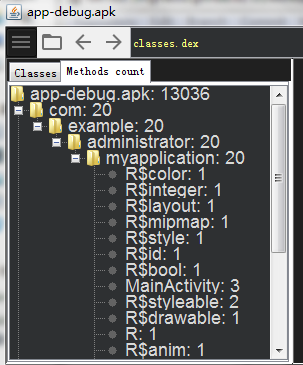 app-debug.apk
classes.dex
Classes Methods count
app-debug.apk: 13036
com: 20
example: 20
administrator: 20
myapplication: 20
R$color: 1
R$integer: 1
R$layout: 1
R$mipmap: 1
R$style: 1
R$id: 1
R$bool: 1
MainActivity: 3
R$styleable: 2
R$drawable: 1
R: 1
R$anim: 1